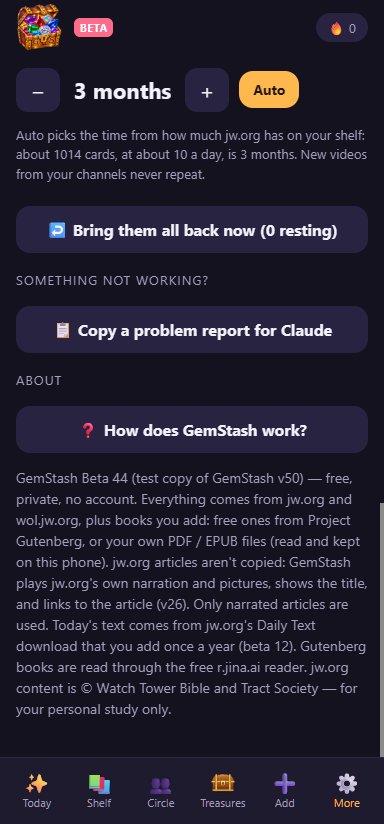 BETA
0
– 3 months + Auto
Auto picks the time from how much jw.org has on your shelf:
about 1014 cards, at about 10 a day, is 3 months. New videos
from your channels never repeat.
Bring them all back now (0 resting)
SOMETHING NOT WORKING?
Copy a problem report for Claude
ABOUT
How does GemStash work?
GemStash Beta 44 (test copy of GemStash v50) — free,
private, no account. Everything comes from jw.org and
wol.jw.org, plus books you add: free ones from Project
Gutenberg, or your own PDF / EPUB files (read and kept
on this phone). jw.org articles aren't copied: GemStash
plays jw.org's own narration and pictures, shows the title,
and links to the article (v26). Only narrated articles are
used. Today's text comes from jw.org's Daily Text
download that you add once a year (beta 12). Gutenberg
books are read through the free r.jina.ai reader. jw.org
content is © Watch Tower Bible and Tract Society — for
your personal study only.
Today Shelf Circle Treasures Add More